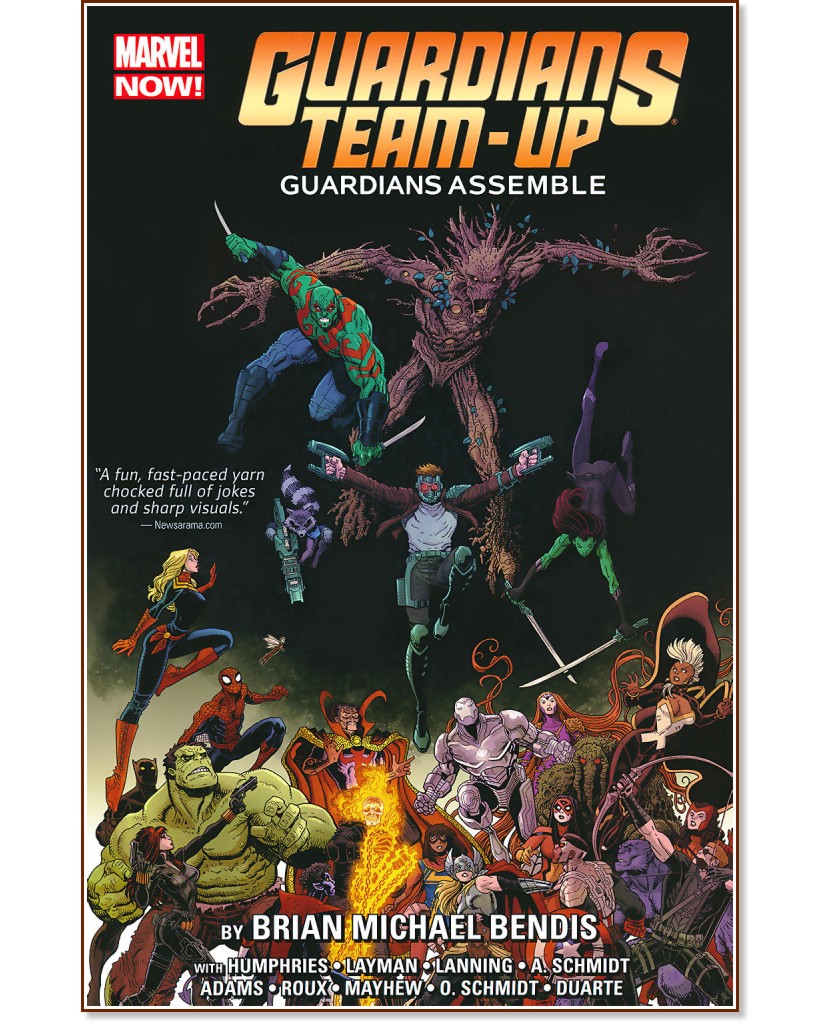 MARVEL
NOW!
GUARDIANS
TEAM-UP
GUARDIANS ASSEMBLE
“A fun, fast-paced yarn
chocked full of jokes
and sharp visuals.”
— Newsarama.com
BY BRIAN MICHAEL BENDIS
WITH HUMPHRIES • LAYMAN • LANNING • A. SCHMIDT
ADAMS • ROUX • MAYHEW • O. SCHMIDT • DUARTE